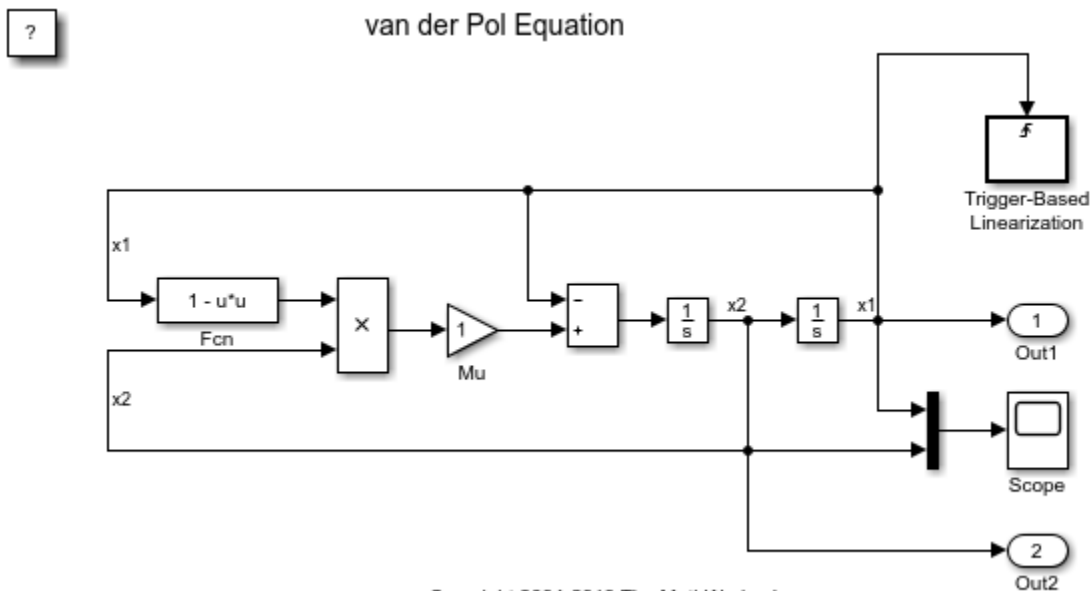 ?
van der Pol Equation
Trigger-Based
Linearization
x1
1 - u*u
Fcn
×
1
Mu
−
+
1
s
x2
1
s
x1
1
Out1
x2
Scope
2
Out2